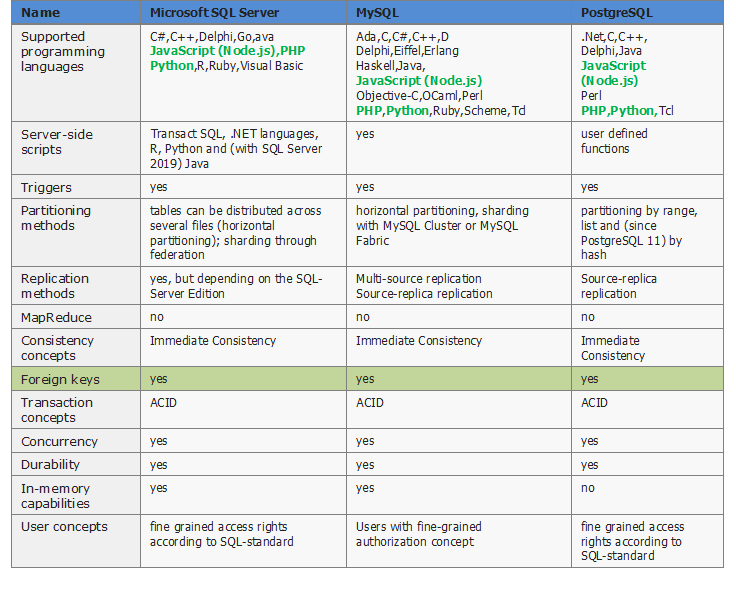 Name Microsoft SQL Server MySQL PostgreSQL
Supported programming languages
C#,C++,Delphi,Go,ava
JavaScript (Node.js),PHP
Python,R,Ruby,Visual Basic
Ada,C,C#,C++,D
Delphi,Eiffel,Erlang
Haskell,Java,
JavaScript (Node.js)
Objective-C,OCaml,Perl
PHP,Python,Ruby,Scheme,Tcl
.Net,C,C++,
Delphi,Java
JavaScript
(Node.js)
Perl
PHP,Python,Tcl
Server-side
scripts
Transact SQL, .NET languages,
R, Python and (with SQL Server
2019) Java
yes
user defined
functions
Triggers yes yes yes
Partitioning
methods
tables can be distributed across
several files (horizontal
partitioning); sharding through
federation
horizontal partitioning, sharding
with MySQL Cluster or MySQL
Fabric
partitioning by range,
list and (since
PostgreSQL 11) by
hash
Replication
methods
yes, but depending on the SQL-
Server Edition
Multi-source replication
Source-replica replication
Source-replica
replication
MapReduce no no no
Consistency
concepts
Immediate Consistency
Immediate Consistency
Immediate
Consistency
Foreign keys yes yes yes
Transaction
concepts
ACID
ACID
ACID
Concurrency yes yes yes
Durability yes yes yes
In-memory
capabilities
yes
yes
no
User concepts
fine grained access rights
according to SQL-standard
Users with fine-grained
authorization concept
fine grained access
rights according to
SQL-standard